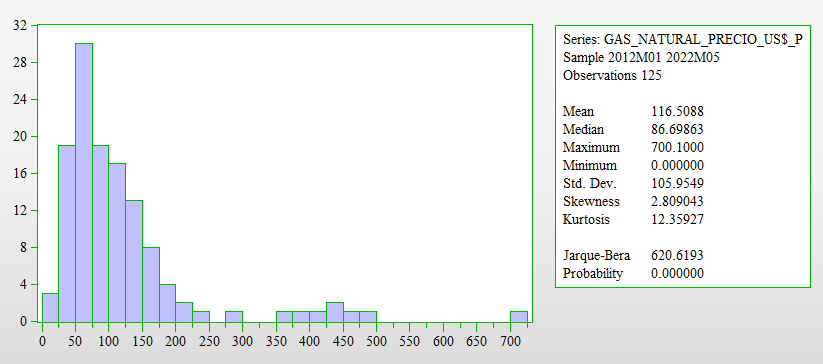 32
28
24
20
16
12
8
4
0
0 50 100 150 200 250 300 350 400 450 500 550 600 650 700
Series: GAS_NATURAL_PRECIO_US$_P
Sample 2012M01 2022M05
Observations 125
Mean 116.5088
Median 86.69863
Maximum 700.1000
Minimum 0.000000
Std. Dev. 105.9549
Skewness 2.809043
Kurtosis 12.35927
Jarque-Bera 620.6193
Probability 0.000000